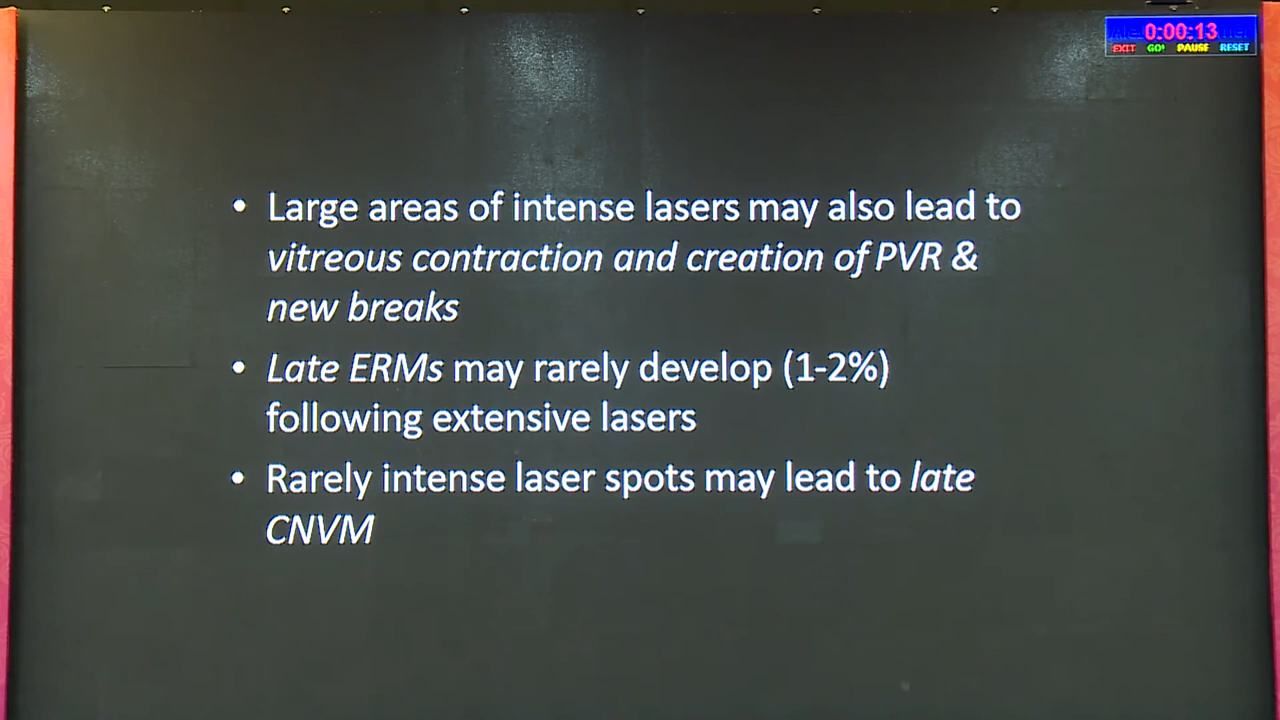 0:00:13
EXIT GO! PAUSE RESET
• Large areas of intense lasers may also lead to
vitreous contraction and creation of PVR &
new breaks
• Late ERMs may rarely develop (1-2%)
following extensive lasers
• Rarely intense laser spots may lead to late
CNVM